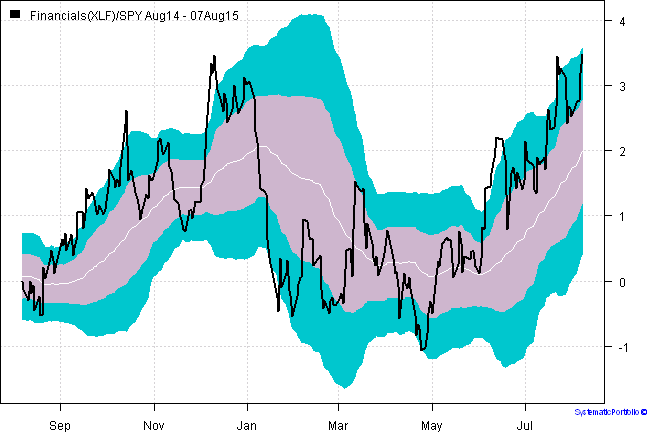 Financials(XLF)/SPY Aug14 - 07Aug15
4
3
2
1
0
-1
Sep Nov Jan Mar May Jul
SystematicPortfolio ©